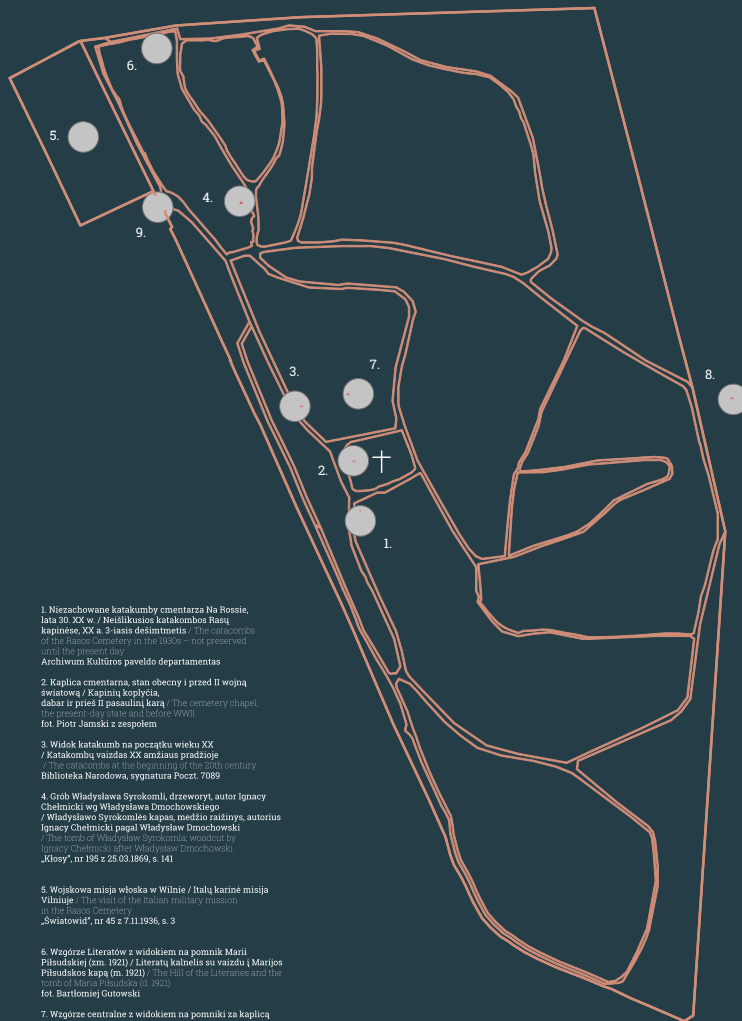 6.
5.
4.
9.
7.
3.
8.
2.
1.
1. Niezachowane katakumby cmentarza Na Rossie,
lata 30. XX w. / Neišlikusios katakombos Rasų
kapinėse, XX a. 3-iasis dešimtmetis / The catacombs
of the Rasos Cemetery in the 1930s – not preserved
until the present day
Archiwum Kultūros paveldo departamentas
2. Kaplica cmentarna, stan obecny i przed II wojną
światową / Kapinių koplyčia,
dabar ir prieš II pasaulinį karą / The cemetery chapel,
the present-day state and before WWII
fot. Piotr Jamski z zespołem
3. Widok katakumb na początku wieku XX
/ Katakombų vaizdas XX amžiaus pradžioje
/ The catacombs at the beginning of the 20th century
Biblioteka Narodowa, sygnatura Poczt. 7089
4. Grób Władysława Syrokomli, drzeworyt, autor Ignacy
Chełmicki wg Władysława Dmochowskiego
/ Władysławo Syrokomlės kapas, medžio raižinys, autorius
Ignacy Chełmicki pagal Władysław Dmochowski
/ The tomb of Władysław Syrokomla; woodcut by
Ignacy Chełmicki after Władysław Dmochowski.
„Kłosy”, nr 195 z 25.03.1869, s. 141
5. Wojskowa misja włoska w Wilnie / Italų karinė misija
Vilniuje / The visit of the Italian military mission
in the Rasos Cemetery
„Światowid”, nr 45 z 7.11.1936, s. 3
6. Wzgórze Literatów z widokiem na pomnik Marii
Piłsudskiej (zm. 1921) / Literatų kalnelis su vaizdu į Marijos
Piłsudskos kapą (m. 1921) / The Hill of the Literaries and the
tomb of Maria Piłsudska (d. 1921)
fot. Bartłomiej Gutowski
7. Wzgórze centralne z widokiem na pomniki za kaplicą